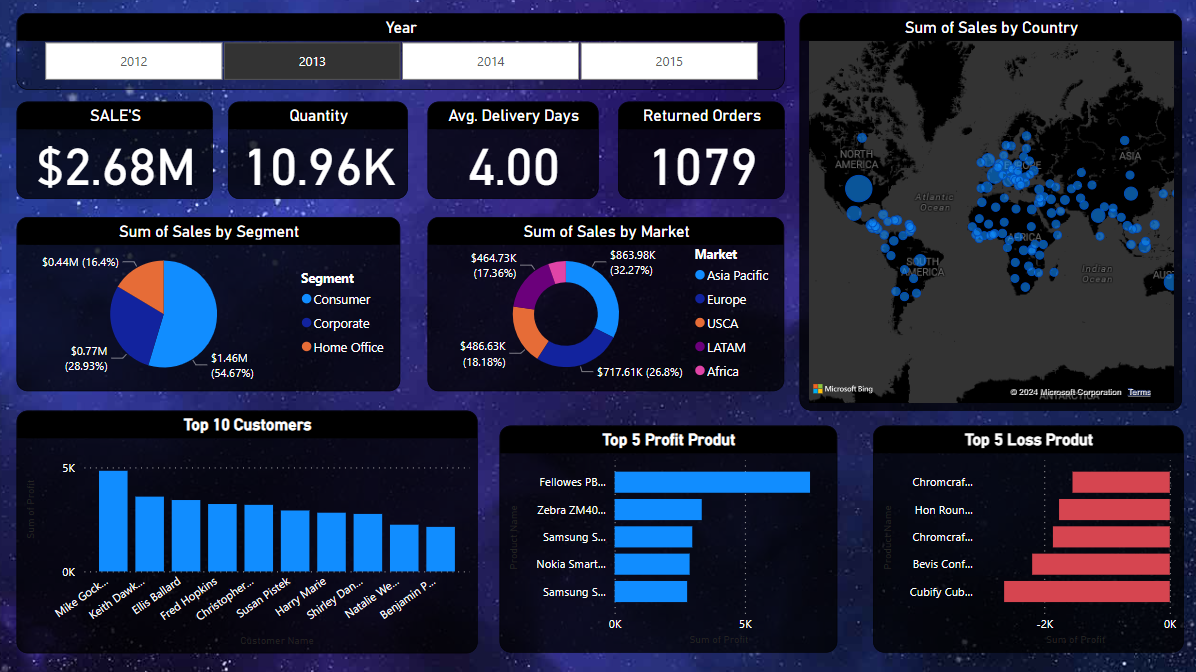 Year
2012
2013
2014
2015
SALE'S
$2.68M
Quantity
10.96K
Avg. Delivery Days
4.00
Returned Orders
1079
Sum of Sales by Country
NORTH
AMERICA
EUROPE
ASIA
Atlantic
Ocean
AFRICA
SOUTH
AMERICA
Indian
Ocean
AUS
Microsoft Bing
© 2024 Microsoft Corporation
Terms
ANTARCTICA
Sum of Sales by Segment
$0.44M (16.4%)
$0.77M
(28.93%)
$1.46M
(54.67%)
Segment
Consumer
Corporate
Home Office
Sum of Sales by Market
$464.73K
(17.36%)
$863.98K
(32.27%)
$486.63K
(18.18%)
$717.61K (26.8%)
Market
Asia Pacific
Europe
USCA
LATAM
Africa
Top 10 Customers
Sum of Profit
5K
0K
Mike Gock...
Keith Dawk...
Ellis Ballard
Fred Hopkins
Christopher...
Susan Pistek
Harry Marie
Shirley Dan...
Natalie We...
Benjamin P...
Customer Name
Top 5 Profit Produt
Product Name
Fellowes PB...
Zebra ZM40...
Samsung S...
Nokia Smart...
Samsung S...
0K
5K
Sum of Profit
Top 5 Loss Produt
Product Name
Chromcraf...
Hon Roun...
Chromcraf...
Bevis Conf...
Cubify Cub...
-2K
0K
Sum of Profit